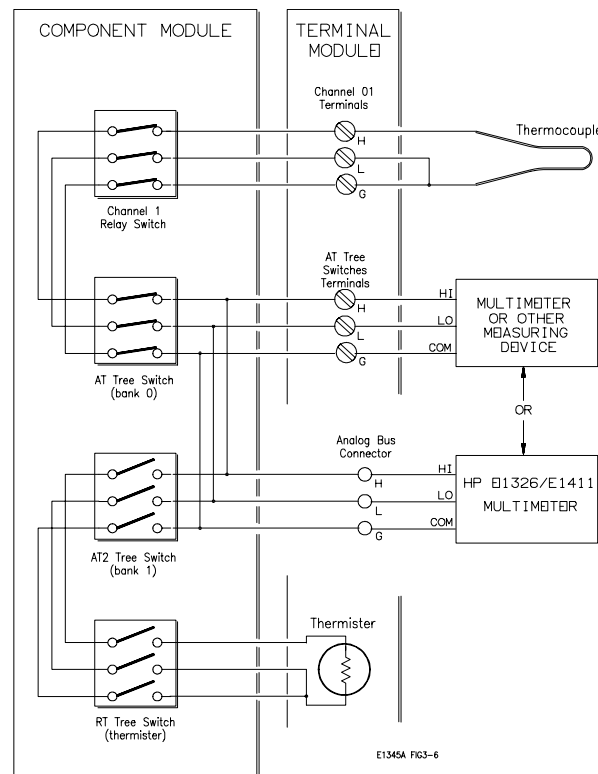 COMPONENT MODULE
TERMINAL
MODULE
Channel 01
Terminals
H
L
G
Thermocouple
Channel 1
Relay Switch
AT Tree
Switches
Terminals
H
L
G
HI
LO
COM
MULTIMETER
OR OTHER
MEASURING
DEVICE
AT Tree Switch
(bank 0)
OR
Analog Bus
Connector
H
L
G
HI
LO
COM
HP E1326/E1411
MULTIMETER
AT2 Tree Switch
(bank 1)
Thermister
RT Tree Switch
(thermister)
E1345A FIG3-6